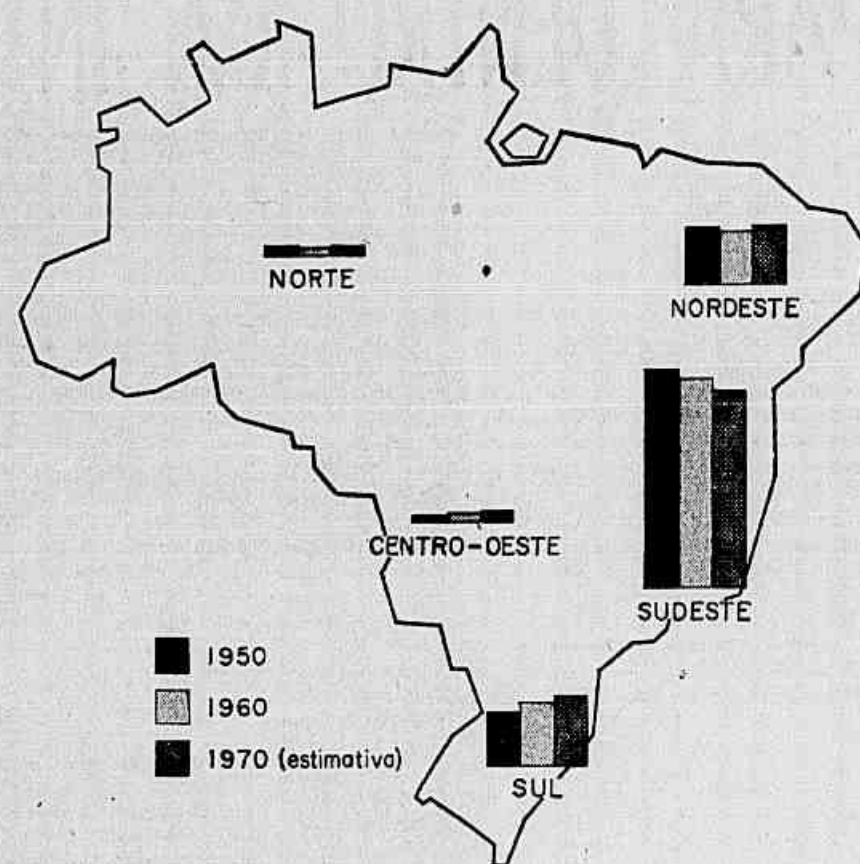 NORTE
NORDESTE
CENTRO-OESTE
SUDESTE
1950
1960
1970 (estimativa)
SUL